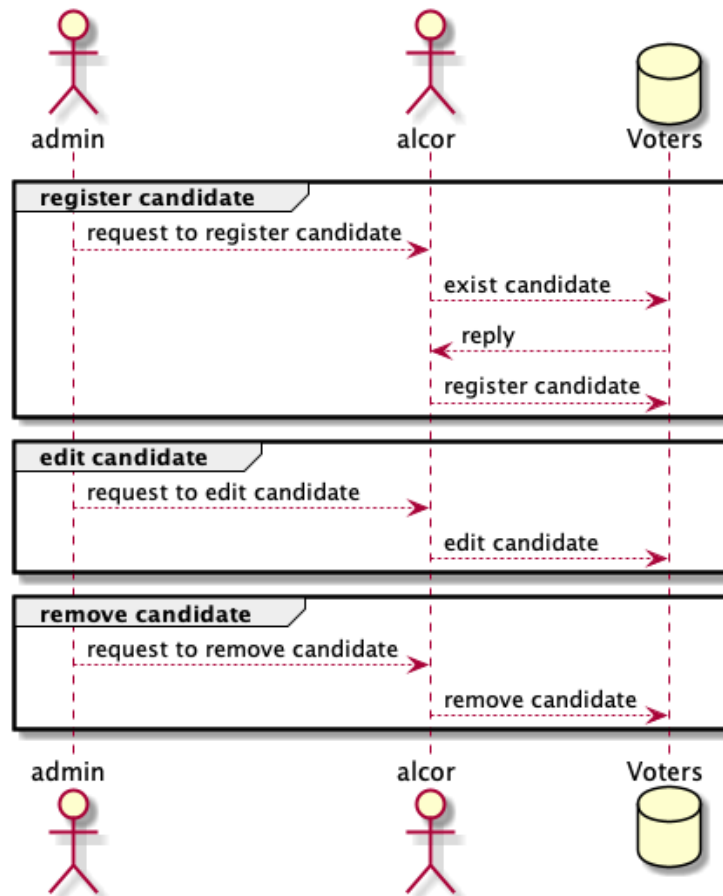 admin alcor Voters
register candidate
request to register candidate
exist candidate
reply
register candidate
edit candidate
request to edit candidate
edit candidate
remove candidate
request to remove candidate
remove candidate
admin alcor Voters